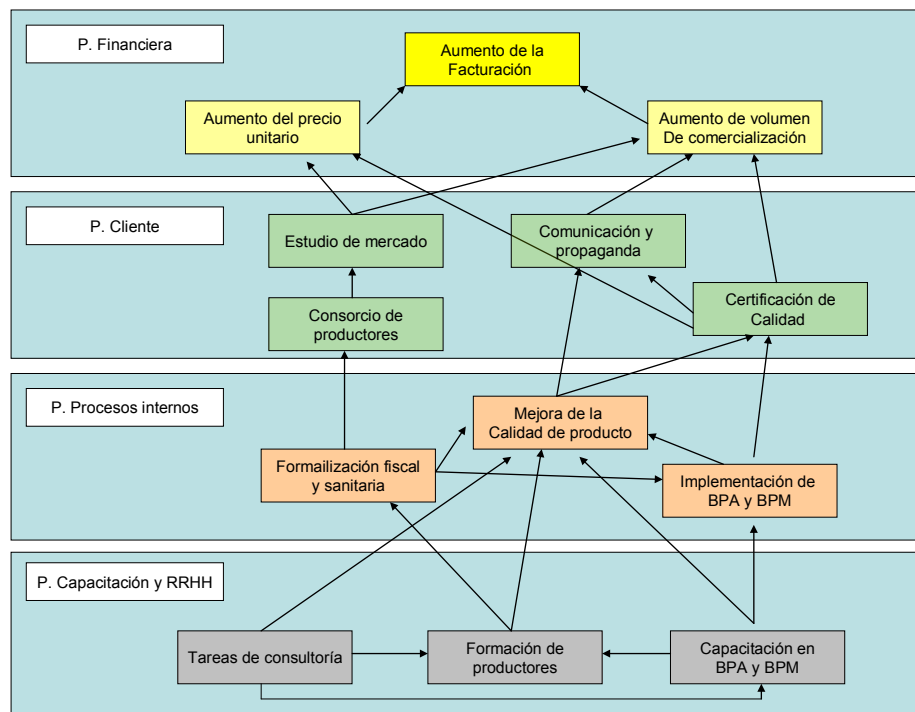 P. Financiera
Aumento de la
Facturación
Aumento del precio
unitario
Aumento de volumen
De comercialización
P. Cliente
Estudio de mercado
Comunicación y
propaganda
Consorcio de
productores
Certificación de
Calidad
P. Procesos internos
Mejora de la
Calidad de producto
Formailización fiscal
y sanitaria
Implementación de
BPA y BPM
P. Capacitación y RRHH
Tareas de consultoría
Formación de
productores
Capacitación en
BPA y BPM